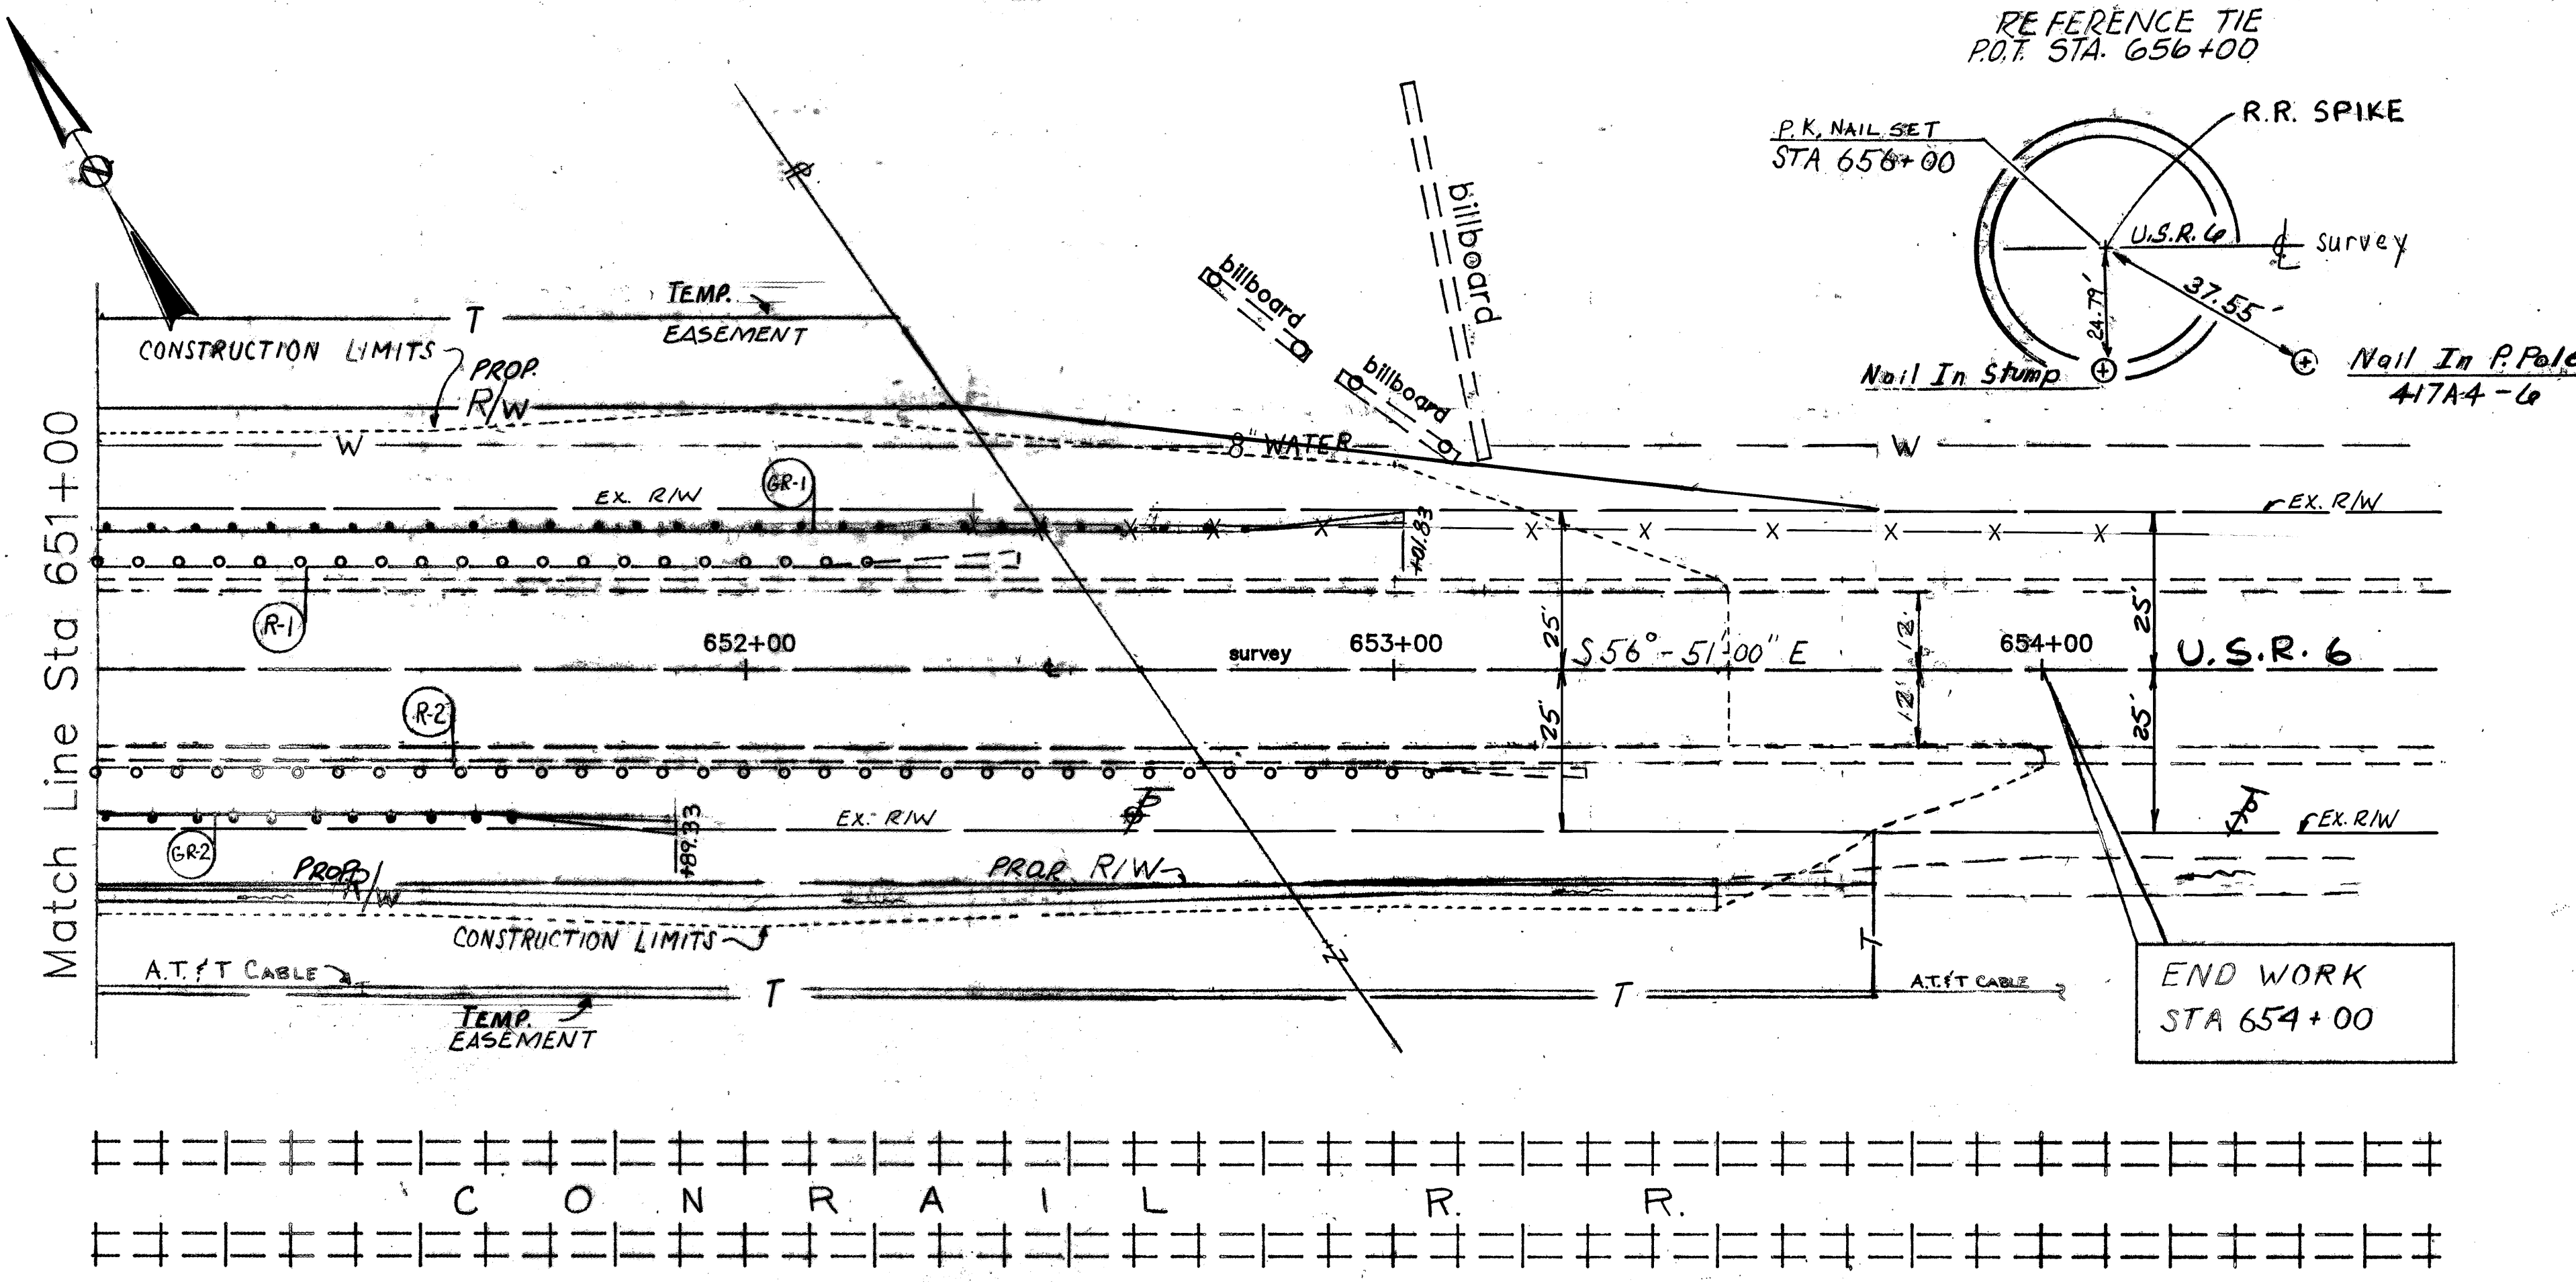 REFERENCE TIE
P.O.T. STA. 656+00
R.R. SPIKE
P.K. NAIL SET
STA 656+00
U.S.R. 6
℄ survey
24.79'
37.55'
Nail In Stump
Nail In P. Pole
417A4-6
billboard
billboard
billboard
TEMP.
EASEMENT
T
CONSTRUCTION LIMITS
PROP.
R/W
W
8" WATER
W
GR-1
EX. R/W
EX. R/W
+01.83
R-1
Match Line Sta 651+00
652+00
survey
653+00
25'
S 56° - 51' 00" E
12'
654+00
25'
U.S.R. 6
R-2
25'
12'
25'
GR-2
+89.33
EX. R/W
EX. R/W
PROP.
R/W
PROP. R/W
CONSTRUCTION LIMITS
A.T. & T CABLE
T
T
T
A.T. & T CABLE
TEMP.
EASEMENT
END WORK
STA 654+00
CONRAIL R. R.